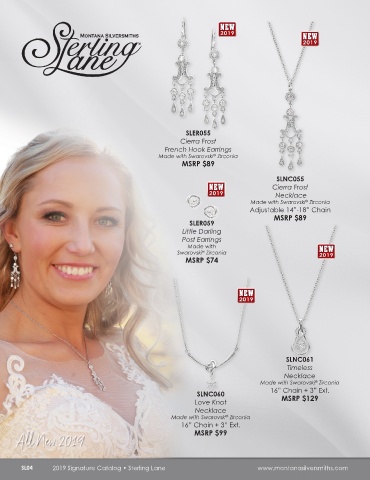 MONTANA SILVERSMITHS
Sterling
Lane
NEW
2019
NEW
2019
SLER055
Cierra Frost
French Hook Earrings
Made with Swarovski® Zirconia
MSRP $89
SLNC055
Cierra Frost
Necklace
Made with Swarovski® Zirconia
Adjustable 14"-18" Chain
MSRP $89
NEW
2019
SLER059
Little Darling
Post Earrings
Made with
Swarovski® Zirconia
MSRP $74
NEW
2019
NEW
2019
SLNC061
Timeless
Necklace
Made with Swarovski® Zirconia
16" Chain + 3" Ext.
MSRP $129
SLNC060
Love Knot
Necklace
Made with Swarovski® Zirconia
16" Chain + 3" Ext.
MSRP $99
All New 2019
SL04 2019 Signature Catalog • Sterling Lane www.montanasilversmiths.com